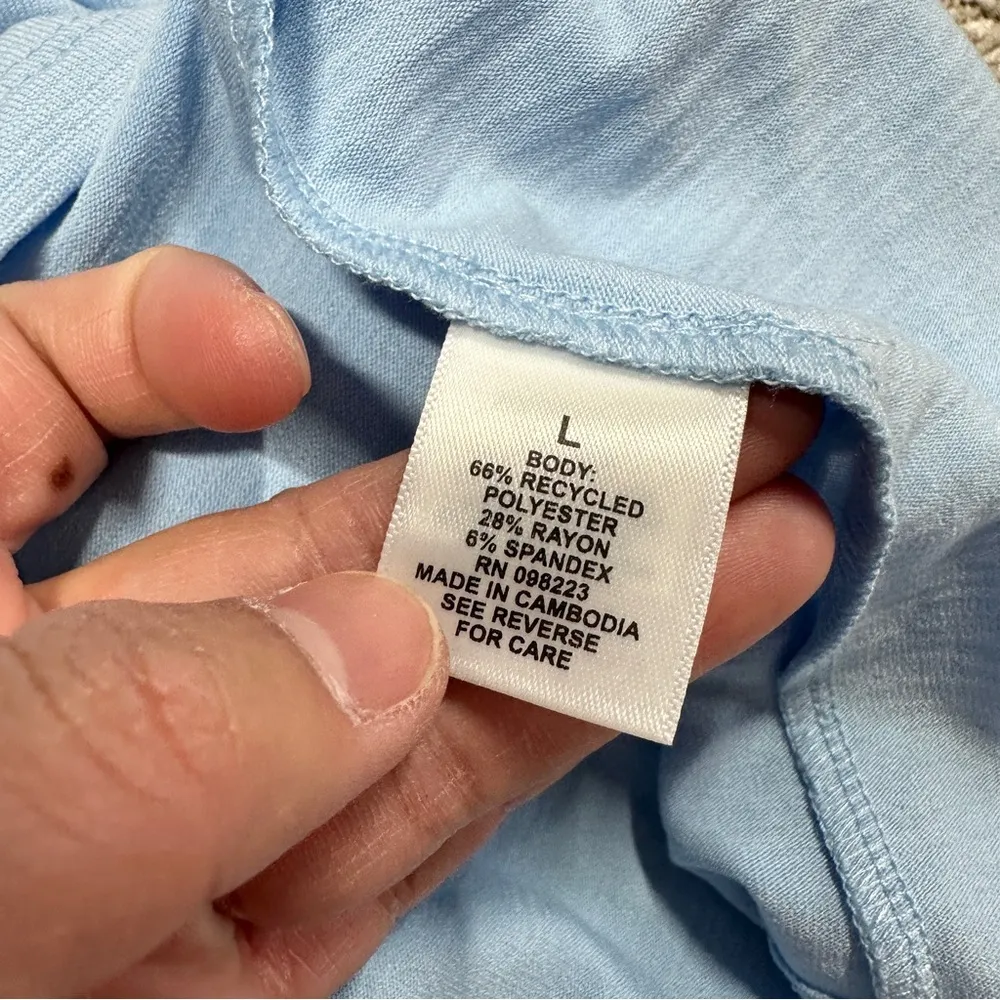 L
BODY:
66% RECYCLED
POLYESTER
28% RAYON
6% SPANDEX
RN 098223
MADE IN CAMBODIA
SEE REVERSE
FOR CARE